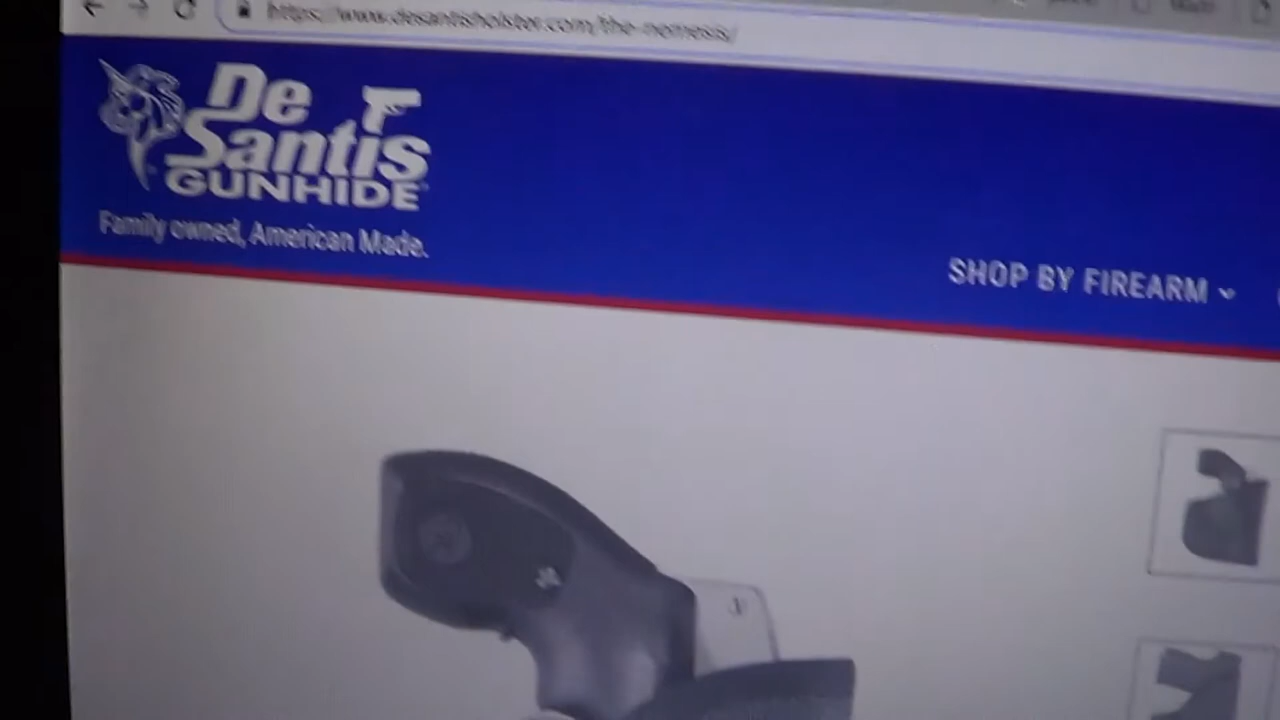 https://www.desantisholster.com/the-nemesis/
De
Santis
GUNHIDE
Family owned, American Made.
SHOP BY FIREARM